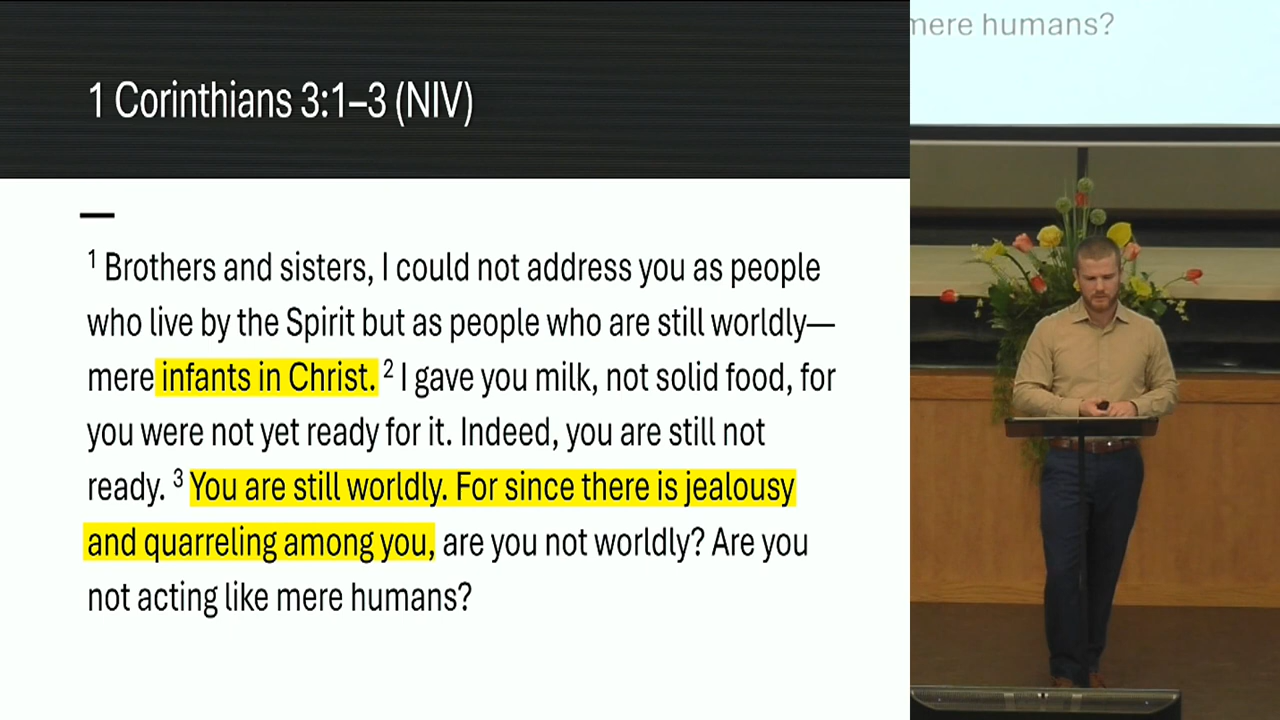 1 Corinthians 3:1–3 (NIV)
1 Brothers and sisters, I could not address you as people
who live by the Spirit but as people who are still worldly—
mere infants in Christ. 2 I gave you milk, not solid food, for
you were not yet ready for it. Indeed, you are still not
ready. 3 You are still worldly. For since there is jealousy
and quarreling among you, are you not worldly? Are you
not acting like mere humans?
mere humans?